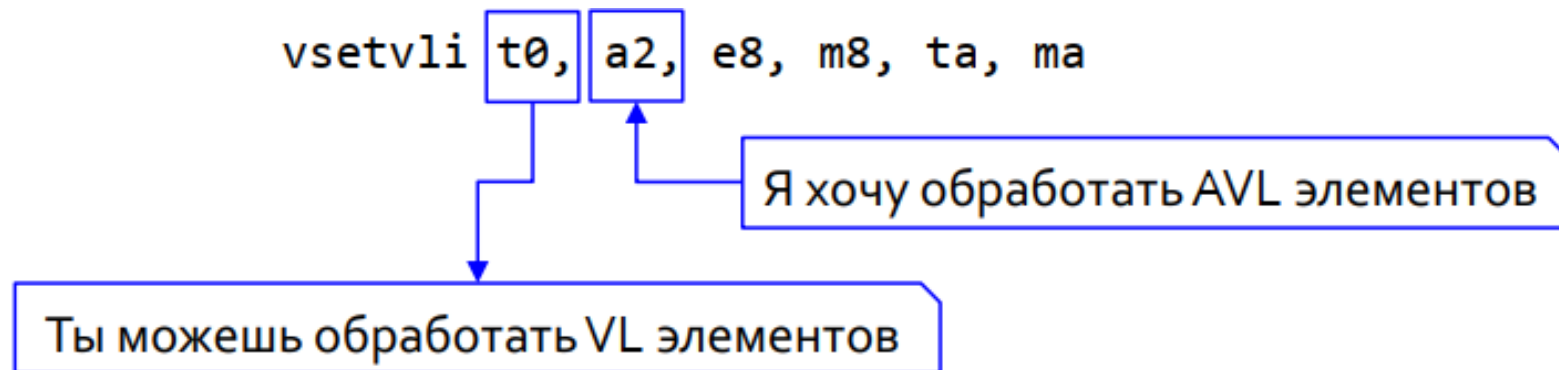 vsetvli t0, a2, e8, m8, ta, ma
Я хочу обработать AVL элементов
Ты можешь обработать VL элементов